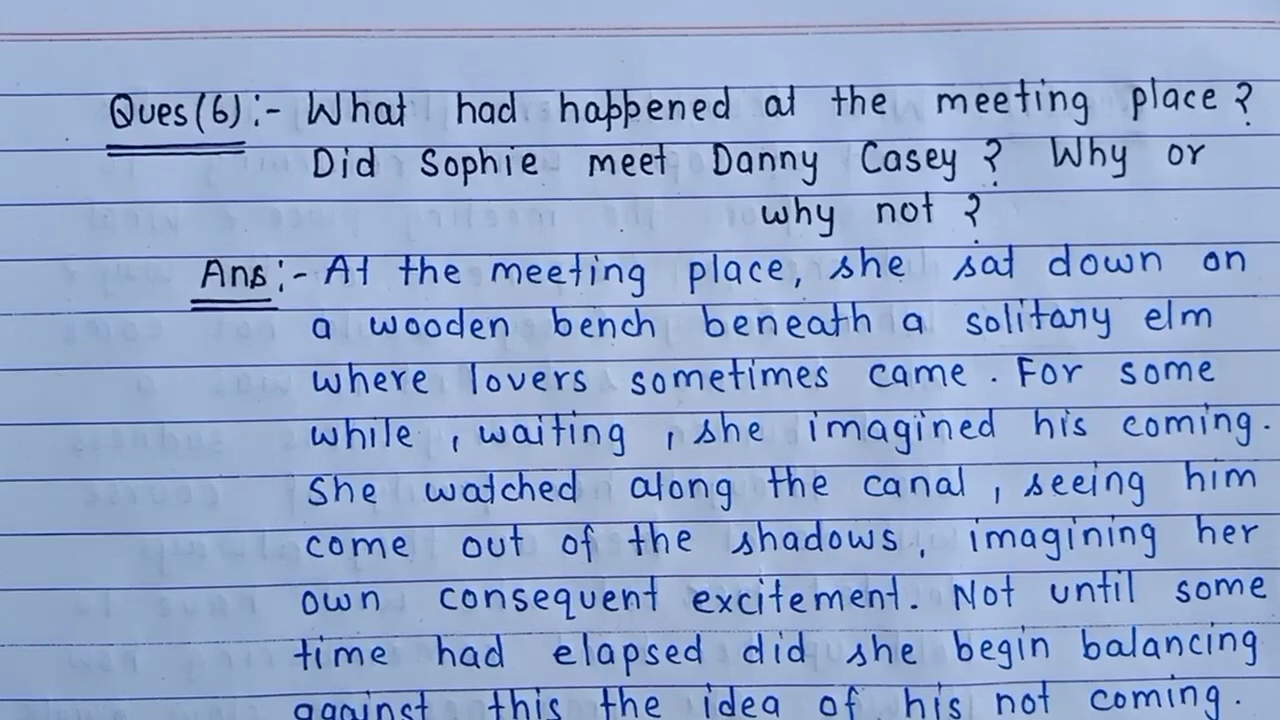 Ques(6):- What had happened at the meeting place?
Did Sophie meet Danny Casey? Why or
why not?
Ans:- At the meeting place, she sat down on
a wooden bench beneath a solitary elm
where lovers sometimes came. For some
while, waiting, she imagined his coming.
She watched along the canal, seeing him
come out of the shadows, imagining her
own consequent excitement. Not until some
time had elapsed did she begin balancing
against this the idea of his not coming.